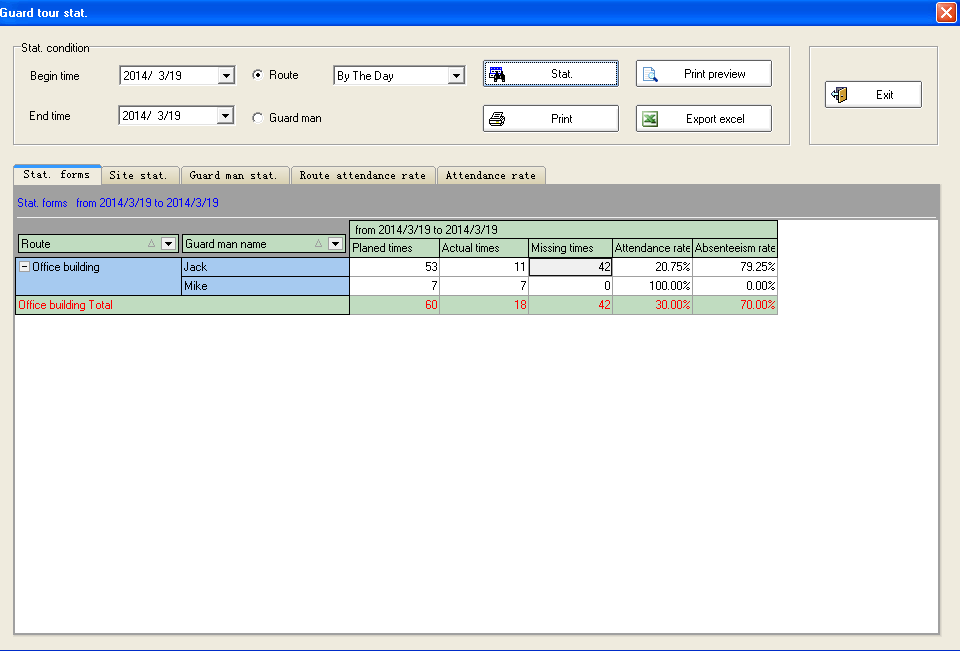 Guard tour stat.
Stat. condition
Begin time 2014/ 3/19 Route By The Day Stat. Print preview
Exit
End time 2014/ 3/19 Guard man Print Export excel
Stat. forms Site stat. Guard man stat. Route attendance rate Attendance rate
Stat. forms from 2014/3/19 to 2014/3/19
from 2014/3/19 to 2014/3/19
Route Guard man name Planed times Actual times Missing times Attendance rate Absenteeism rate
Office building Jack 53 11 42 20.75% 79.25%
Mike 7 7 0 100.00% 0.00%
Office building Total 60 18 42 30.00% 70.00%